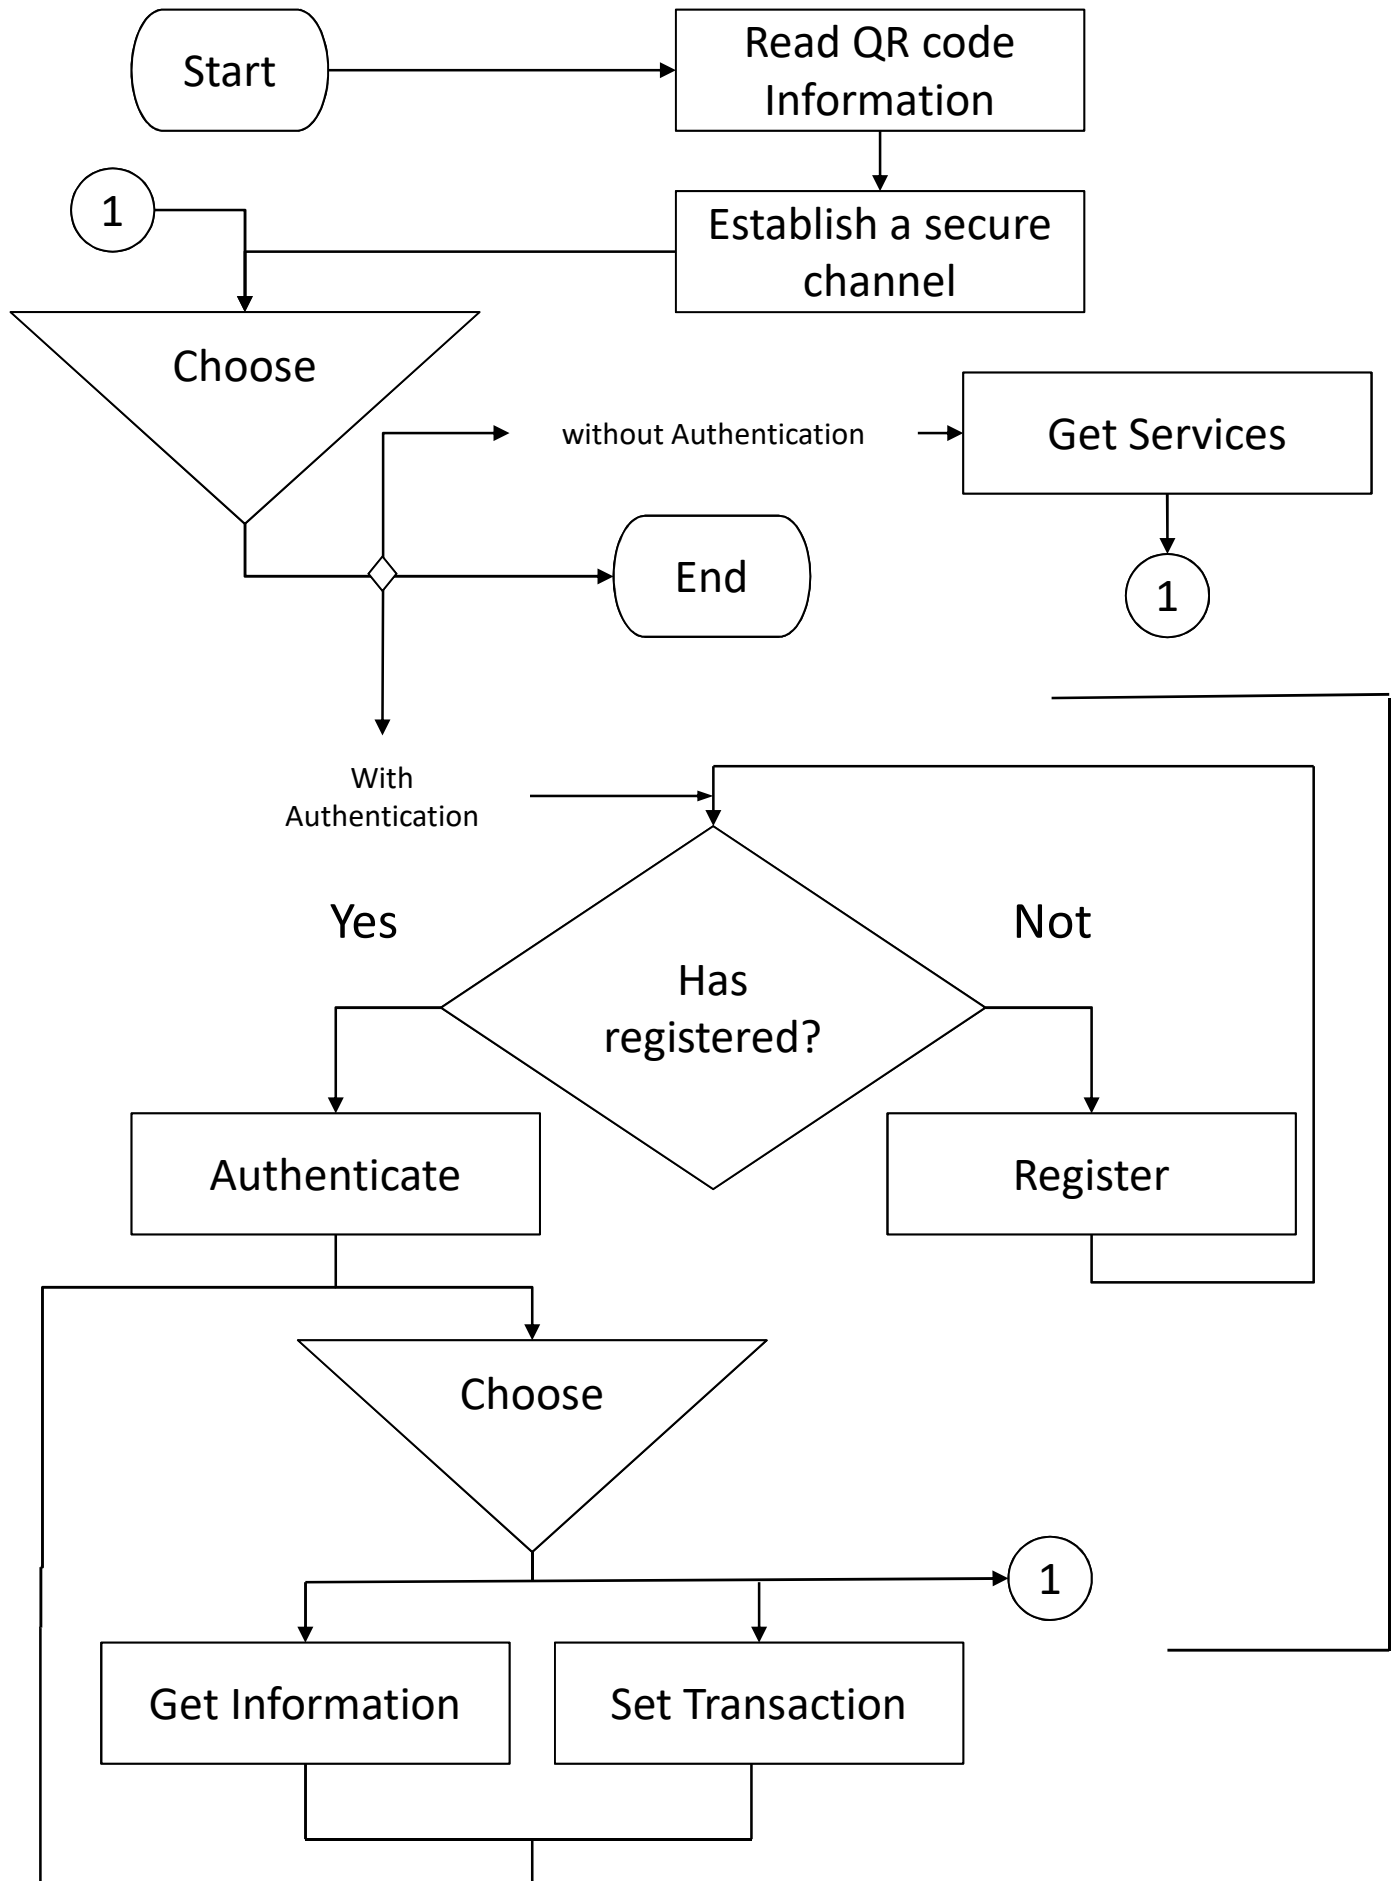 Start
Read QR code
Information
1
Establish a secure
channel
Choose
without Authentication
Get Services
End
1
With
Authentication
Yes
Not
Has
registered?
Authenticate
Register
Choose
1
Get Information
Set Transaction